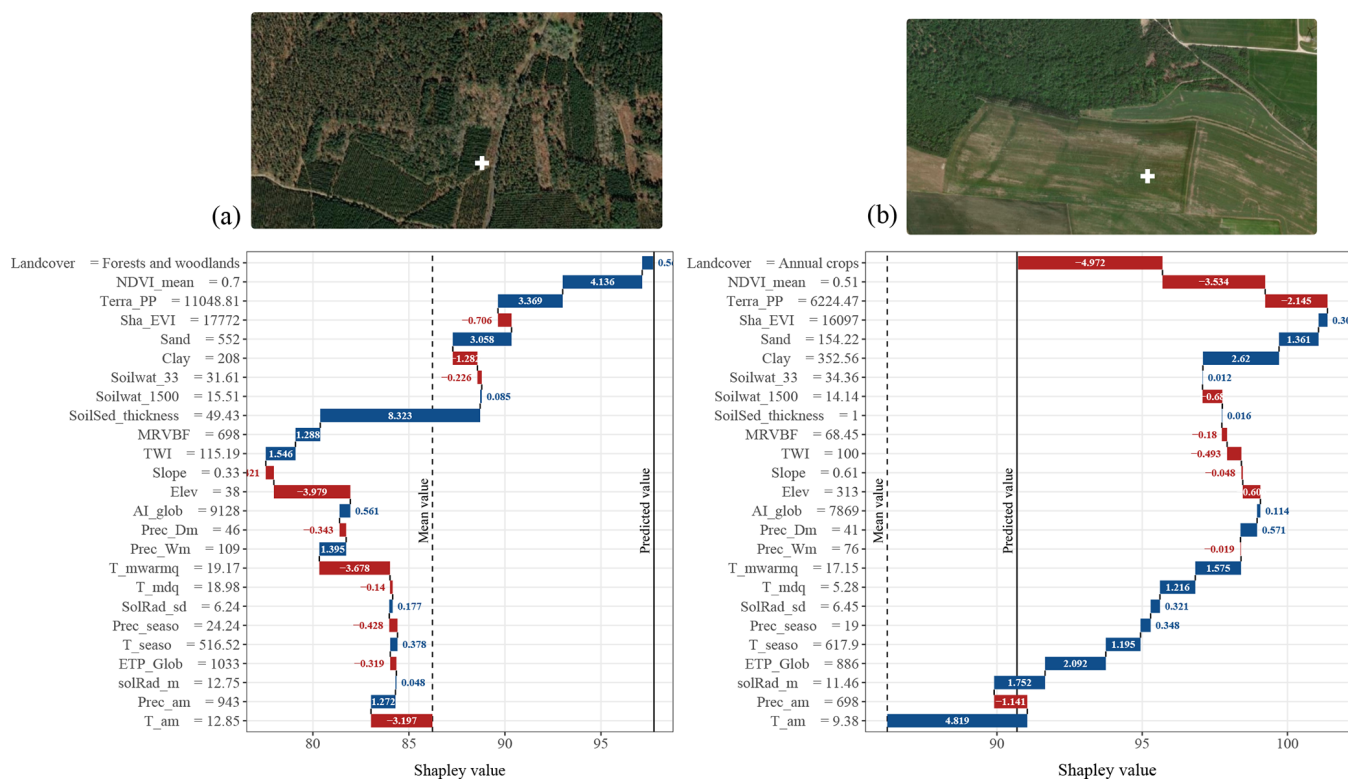 (a)
(b)
Landcover = Forests and woodlands
NDVI_mean = 0.7
4.136
Terra_PP = 11048.81
3.369
Sha_EVI = 17772
−0.706
Sand = 552
3.058
Clay = 208
Soilwat_33 = 31.61
−0.226
Soilwat_1500 = 15.51
0.085
SoilSed_thickness = 49.43
8.323
MRVBF = 698
1.288
TWI = 115.19
1.546
Slope = 0.33
Elev = 38
−3.979
AI_glob = 9128
0.561
Prec_Dm = 46
−0.343
Prec_Wm = 109
1.395
T_mwarmq = 19.17
−3.678
T_mdq = 18.98
−0.14
SolRad_sd = 6.24
0.177
Prec_seaso = 24.24
−0.428
T_seaso = 516.52
0.378
ETP_Glob = 1033
−0.319
solRad_m = 12.75
0.048
Prec_am = 943
1.272
T_am = 12.85
−3.197
Mean value
Predicted value
80 85 90 95
Shapley value
Landcover = Annual crops
−4.972
NDVI_mean = 0.51
−3.534
Terra_PP = 6224.47
−2.145
Sha_EVI = 16097
Sand = 154.22
1.361
Clay = 352.56
2.62
Soilwat_33 = 34.36
0.012
Soilwat_1500 = 14.14
SoilSed_thickness = 1
0.016
MRVBF = 68.45
−0.18
TWI = 100
−0.493
Slope = 0.61
−0.048
Elev = 313
AI_glob = 7869
0.114
Prec_Dm = 41
0.571
Prec_Wm = 76
−0.019
T_mwarmq = 17.15
1.575
T_mdq = 5.28
1.216
SolRad_sd = 6.45
0.321
Prec_seaso = 19
0.348
T_seaso = 617.9
1.195
ETP_Glob = 886
2.092
solRad_m = 11.46
1.752
Prec_am = 698
−1.141
T_am = 9.38
4.819
Mean value
Predicted value
90 95 100
Shapley value